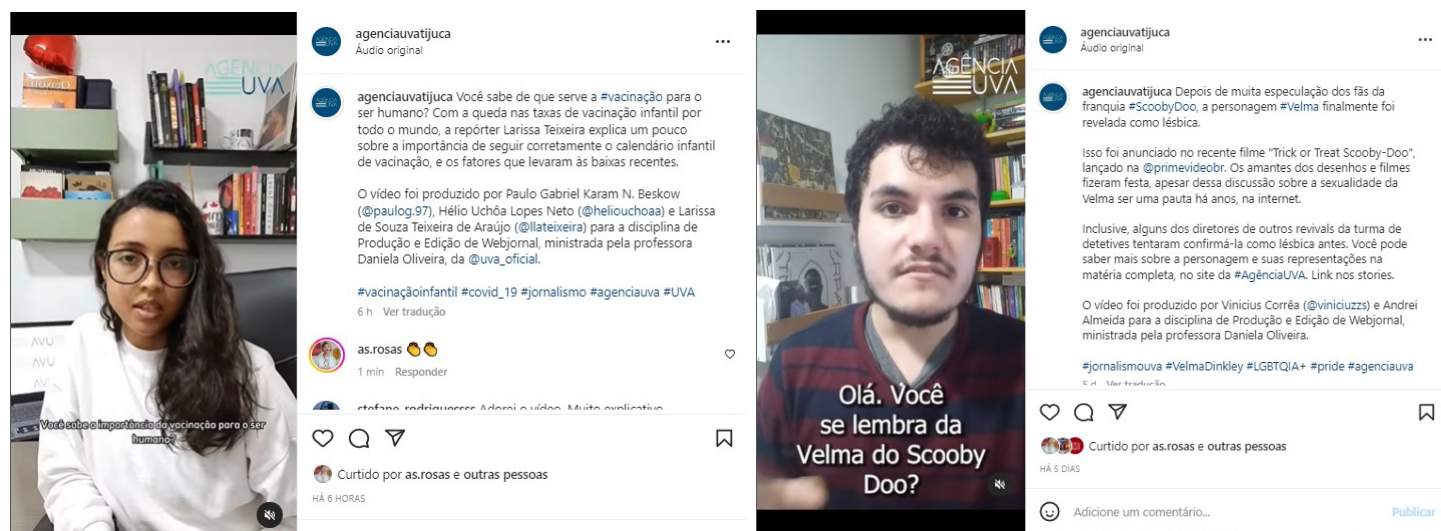 AGÊNCIA
UVA
Você sabe a importância da vacinação para o ser
humano?
agenciauvatijuca
Áudio original
agenciauvatijuca Você sabe de que serve a #vacinação para o
ser humano? Com a queda nas taxas de vacinação infantil por
todo o mundo, a repórter Larissa Teixeira explica um pouco
sobre a importância de seguir corretamente o calendário infantil
de vacinação, e os fatores que levaram às baixas recentes.
O vídeo foi produzido por Paulo Gabriel Karam N. Beskow
(@paulog.97), Hélio Uchôa Lopes Neto (@heliouchoaa) e Larissa
de Souza Teixeira de Araújo (@llateixeira) para a disciplina de
Produção e Edição de Webjornal, ministrada pela professora
Daniela Oliveira, da @uva_oficial.
#vacinaçãoinfantil #covid_19 #jornalismo #agenciauva #UVA
6 h Ver tradução
as.rosas 👏👏
1 min Responder
stefane_rodriguessss Adorei o vídeo. Muito explicativo
Curtido por as.rosas e outras pessoas
HÁ 6 HORAS
AGÊNCIA
UVA
Olá. Você
se lembra da
Velma do Scooby
Doo?
agenciauvatijuca
Áudio original
agenciauvatijuca Depois de muita especulação dos fãs da
franquia #ScoobyDoo, a personagem #Velma finalmente foi
revelada como lésbica.
Isso foi anunciado no recente filme "Trick or Treat Scooby-Doo",
lançado na @primevideobr. Os amantes dos desenhos e filmes
fizeram festa, apesar dessa discussão sobre a sexualidade da
Velma ser uma pauta há anos, na internet.
Inclusive, alguns dos diretores de outros revivals da turma de
detetives tentaram confirmá-la como lésbica antes. Você pode
saber mais sobre a personagem e suas representações na
matéria completa, no site da #AgênciaUVA. Link nos stories.
O vídeo foi produzido por Vinicius Corrêa (@viniciuzzs) e Andrei
Almeida para a disciplina de Produção e Edição de Webjornal,
ministrada pela professora Daniela Oliveira.
#jornalismouva #VelmaDinkley #LGBTQIA+ #pride #agenciauva
5 d Ver tradução
Curtido por as.rosas e outras pessoas
HÁ 5 DIAS
Adicione um comentário...
Publicar